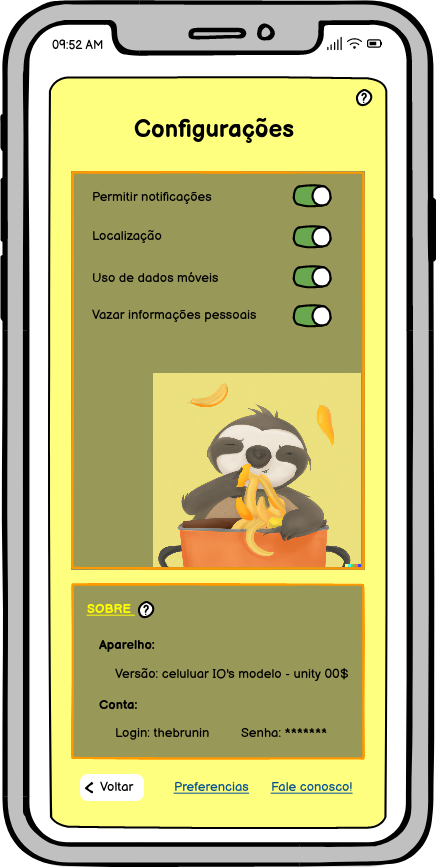 09:52 AM
?
Configurações
Permitir notificações
Localização
Uso de dados móveis
Vazar informações pessoais
SOBRE ?
Aparelho:
Versão: celuluar IO's modelo - unity 00$
Conta:
Login: thebrunin Senha: *******
Voltar Preferencias Fale conosco!